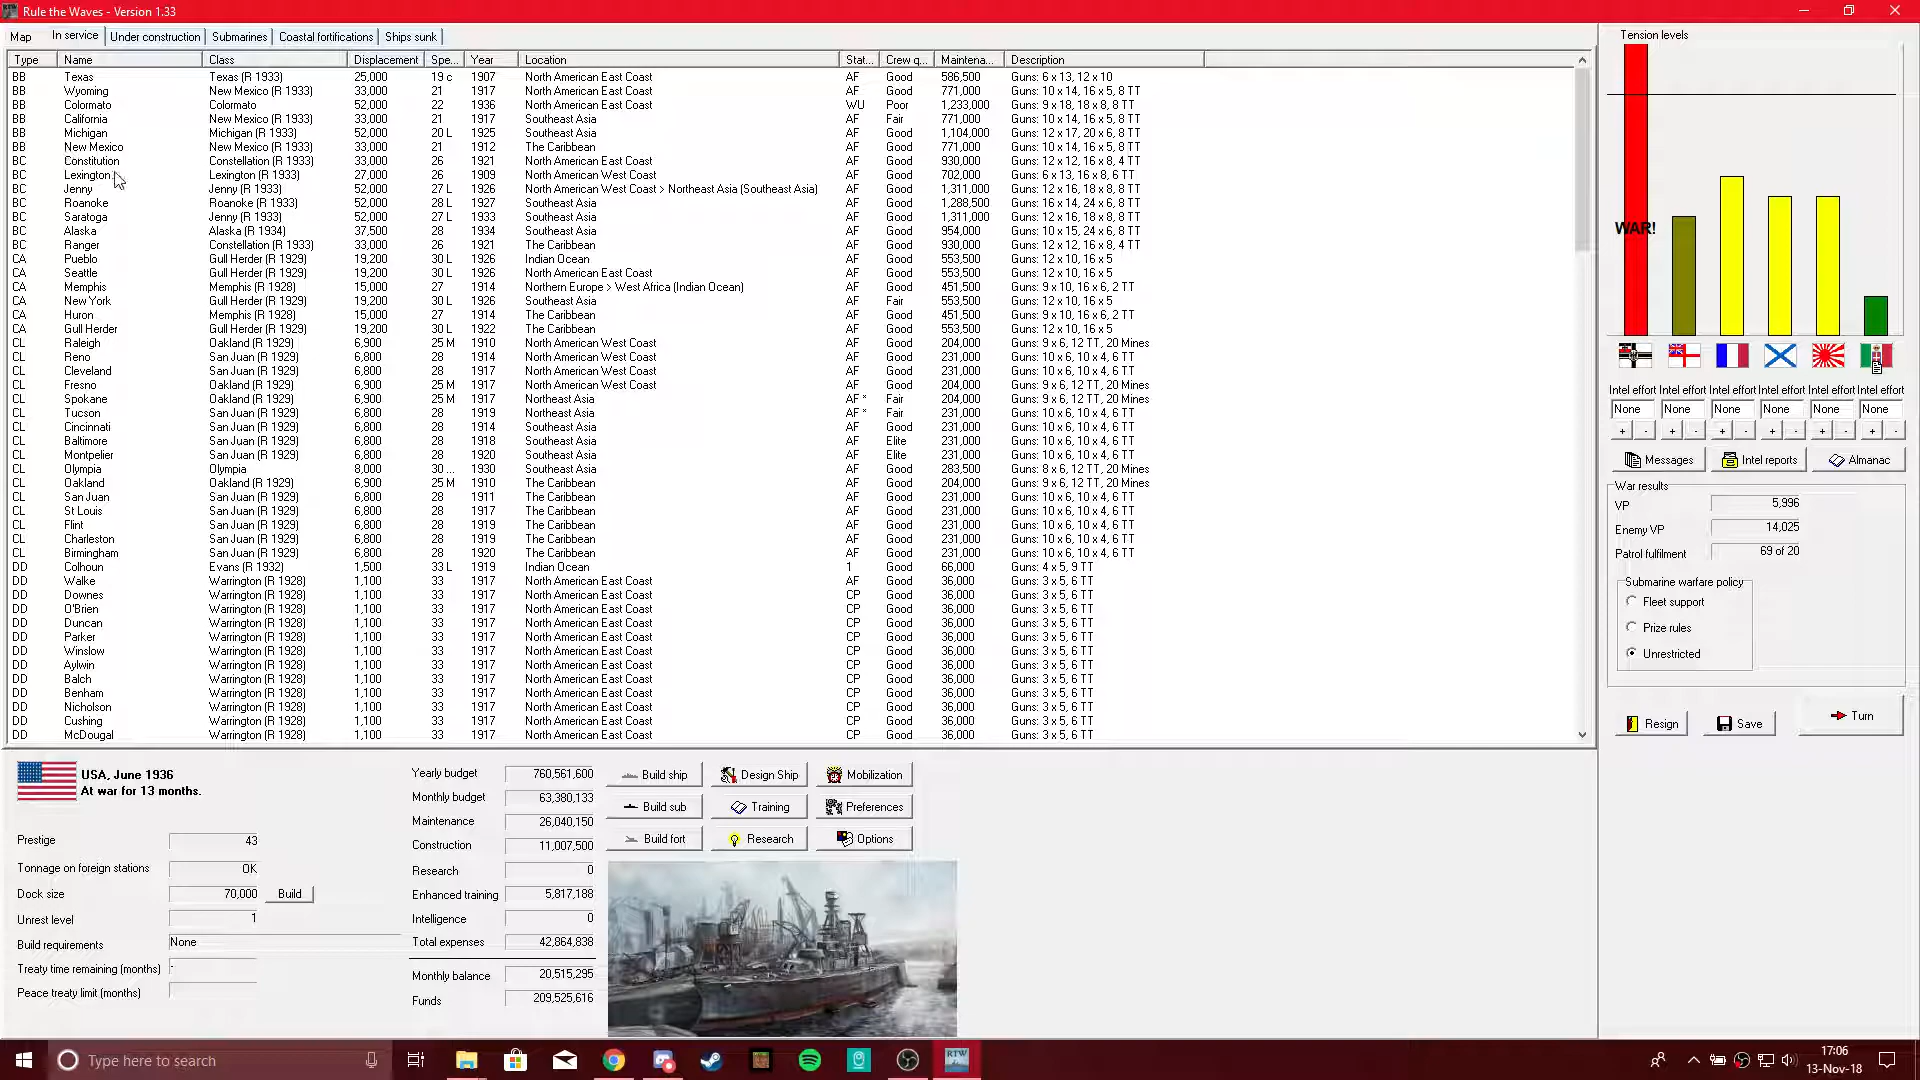 Rule the Waves - Version 1.33
Map In service Under construction Submarines Coastal fortifications Ships sunk
Type Name Class Displacement Spe... Year Location Stat... Crew q... Maintena... Description
BB Texas Texas (R 1933) 25,000 19 c 1907 North American East Coast AF Good 586,500 Guns: 6 x 13, 12 x 10
BB Wyoming New Mexico (R 1933) 33,000 21 1917 North American East Coast AF Good 771,000 Guns: 10 x 14, 16 x 5, 8 TT
BB Colormato Colormato 52,000 22 1936 North American East Coast WU Poor 1,233,000 Guns: 9 x 18, 18 x 8, 8 TT
BB California New Mexico (R 1933) 33,000 21 1917 Southeast Asia AF Fair 771,000 Guns: 10 x 14, 16 x 5, 8 TT
BB Michigan Michigan (R 1933) 52,000 20 L 1925 Southeast Asia AF Good 1,104,000 Guns: 12 x 17, 20 x 6, 8 TT
BB New Mexico New Mexico (R 1933) 33,000 21 1912 The Caribbean AF Good 771,000 Guns: 10 x 14, 16 x 5, 8 TT
BC Constitution Constellation (R 1933) 33,000 26 1921 North American East Coast AF Good 930,000 Guns: 12 x 12, 16 x 8, 4 TT
BC Lexington Lexington (R 1933) 27,000 26 1909 North American West Coast AF Good 702,000 Guns: 6 x 13, 16 x 8, 6 TT
BC Jenny Jenny (R 1933) 52,000 27 L 1926 North American West Coast > Northeast Asia (Southeast Asia) AF Good 1,311,000 Guns: 12 x 16, 18 x 8, 8 TT
BC Roanoke Roanoke (R 1933) 52,000 28 L 1927 Southeast Asia AF Good 1,288,500 Guns: 16 x 14, 24 x 6, 8 TT
BC Saratoga Jenny (R 1933) 52,000 27 L 1933 Southeast Asia AF Good 1,311,000 Guns: 12 x 16, 18 x 8, 8 TT
BC Alaska Alaska (R 1934) 37,500 28 1934 Southeast Asia AF Good 954,000 Guns: 10 x 15, 24 x 6, 8 TT
BC Ranger Constellation (R 1933) 33,000 26 1921 The Caribbean AF Good 930,000 Guns: 12 x 12, 16 x 8, 4 TT
CA Pueblo Gull Herder (R 1929) 19,200 30 L 1926 Indian Ocean AF Good 553,500 Guns: 12 x 10, 16 x 5
CA Seattle Gull Herder (R 1929) 19,200 30 L 1926 North American East Coast AF Good 553,500 Guns: 12 x 10, 16 x 5
CA Memphis Memphis (R 1928) 15,000 27 1914 Northern Europe > West Africa (Indian Ocean) AF Good 451,500 Guns: 9 x 10, 16 x 6, 2 TT
CA New York Gull Herder (R 1929) 19,200 30 L 1926 Southeast Asia AF Fair 553,500 Guns: 12 x 10, 16 x 5
CA Huron Memphis (R 1928) 15,000 27 1914 The Caribbean AF Good 451,500 Guns: 9 x 10, 16 x 6, 2 TT
CA Gull Herder Gull Herder (R 1929) 19,200 30 L 1922 The Caribbean AF Good 553,500 Guns: 12 x 10, 16 x 5
CL Raleigh Oakland (R 1929) 6,900 25 M 1910 North American West Coast AF Good 204,000 Guns: 9 x 6, 12 TT, 20 Mines
CL Reno San Juan (R 1929) 6,800 28 1914 North American West Coast AF Good 231,000 Guns: 10 x 6, 10 x 4, 6 TT
CL Cleveland San Juan (R 1929) 6,800 28 1917 North American West Coast AF Good 231,000 Guns: 10 x 6, 10 x 4, 6 TT
CL Fresno Oakland (R 1929) 6,900 25 M 1917 North American West Coast AF Good 204,000 Guns: 9 x 6, 12 TT, 20 Mines
CL Spokane Oakland (R 1929) 6,900 25 M 1917 Northeast Asia AF * Fair 204,000 Guns: 9 x 6, 12 TT, 20 Mines
CL Tucson San Juan (R 1929) 6,800 28 1919 Northeast Asia AF * Fair 231,000 Guns: 10 x 6, 10 x 4, 6 TT
CL Cincinnati San Juan (R 1929) 6,800 28 1914 Southeast Asia AF Good 231,000 Guns: 10 x 6, 10 x 4, 6 TT
CL Baltimore San Juan (R 1929) 6,800 28 1918 Southeast Asia AF Elite 231,000 Guns: 10 x 6, 10 x 4, 6 TT
CL Montpelier San Juan (R 1929) 6,800 28 1920 Southeast Asia AF Elite 231,000 Guns: 10 x 6, 10 x 4, 6 TT
CL Olympia Olympia 8,000 30 ... 1930 Southeast Asia AF Good 283,500 Guns: 8 x 6, 12 TT, 20 Mines
CL Oakland Oakland (R 1929) 6,900 25 M 1910 The Caribbean AF Good 204,000 Guns: 9 x 6, 12 TT, 20 Mines
CL San Juan San Juan (R 1929) 6,800 28 1911 The Caribbean AF Good 231,000 Guns: 10 x 6, 10 x 4, 6 TT
CL St Louis San Juan (R 1929) 6,800 28 1914 The Caribbean AF Good 231,000 Guns: 10 x 6, 10 x 4, 6 TT
CL Flint San Juan (R 1929) 6,800 28 1919 The Caribbean AF Good 231,000 Guns: 10 x 6, 10 x 4, 6 TT
CL Charleston San Juan (R 1929) 6,800 28 1919 The Caribbean AF Good 231,000 Guns: 10 x 6, 10 x 4, 6 TT
CL Birmingham San Juan (R 1929) 6,800 28 1920 The Caribbean AF Good 231,000 Guns: 10 x 6, 10 x 4, 6 TT
DD Colhoun Evans (R 1932) 1,500 33 L 1919 Indian Ocean 1 Good 66,000 Guns: 4 x 5, 9 TT
DD Walke Warrington (R 1928) 1,100 33 1917 North American East Coast AF Good 36,000 Guns: 3 x 5, 6 TT
DD Downes Warrington (R 1928) 1,100 33 1917 North American East Coast CP Good 36,000 Guns: 3 x 5, 6 TT
DD O'Brien Warrington (R 1928) 1,100 33 1917 North American East Coast CP Good 36,000 Guns: 3 x 5, 6 TT
DD Duncan Warrington (R 1928) 1,100 33 1917 North American East Coast CP Good 36,000 Guns: 3 x 5, 6 TT
DD Parker Warrington (R 1928) 1,100 33 1917 North American East Coast CP Good 36,000 Guns: 3 x 5, 6 TT
DD Winslow Warrington (R 1928) 1,100 33 1917 North American East Coast CP Good 36,000 Guns: 3 x 5, 6 TT
DD Aylwin Warrington (R 1928) 1,100 33 1917 North American East Coast CP Good 36,000 Guns: 3 x 5, 6 TT
DD Balch Warrington (R 1928) 1,100 33 1917 North American East Coast CP Good 36,000 Guns: 3 x 5, 6 TT
DD Benham Warrington (R 1928) 1,100 33 1917 North American East Coast CP Good 36,000 Guns: 3 x 5, 6 TT
DD Nicholson Warrington (R 1928) 1,100 33 1917 North American East Coast CP Good 36,000 Guns: 3 x 5, 6 TT
DD Cushing Warrington (R 1928) 1,100 33 1917 North American East Coast CP Good 36,000 Guns: 3 x 5, 6 TT
DD McDougal Warrington (R 1928) 1,100 33 1917 North American East Coast CP Good 36,000 Guns: 3 x 5, 6 TT
Tension levels
WAR!
Intel effort Intel effort Intel effort Intel effort Intel effort Intel effort
None None None None None None
+ - + - + - + - + - + -
Messages Intel reports Almanac
War results
VP 5,996
Enemy VP 14,025
Patrol fulfilment 69 of 20
Submarine warfare policy
Fleet support
Prize rules
Unrestricted
Resign Save Turn
USA, June 1936
At war for 13 months.
Prestige 43
Tonnage on foreign stations OK
Dock size 70,000 Build
Unrest level 1
Build requirements None
Treaty time remaining (months) -
Peace treaty limit (months)
Yearly budget 760,561,600
Monthly budget 63,380,133
Maintenance 26,040,150
Construction 11,007,500
Research 0
Enhanced training 5,817,188
Intelligence 0
Total expenses 42,864,838
Monthly balance 20,515,295
Funds 209,525,616
Build ship Design Ship Mobilization
Build sub Training Preferences
Build fort Research Options
Type here to search
RTW
17:06
13-Nov-18